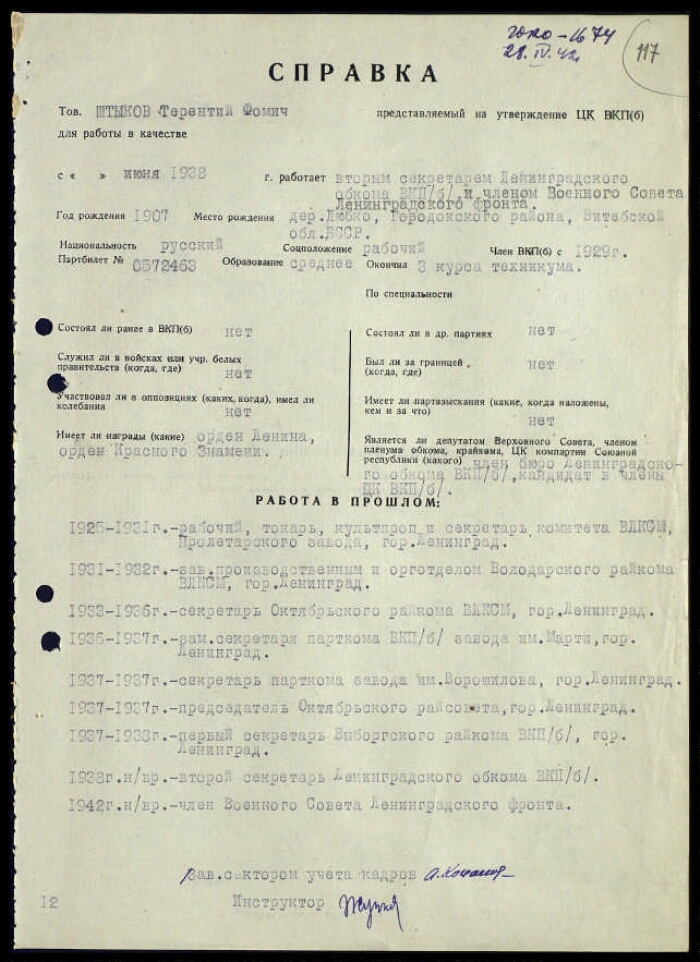 28.IV.42г.
117
СПРАВКА
Тов. ШТЫКОВ Терентий Фомич представляемый на утверждение ЦК ВКП(б)
для работы в качестве
с « » июня 1938 г. работает вторым секретарем Ленинградского
обкома ВКП/б/ и членом Военного Совета
Ленинградского фронта.
Год рождения 1907 Место рождения дер.Любко, Городокского района, Витебской
обл.БССР.
Национальность русский Соцположение рабочий Член ВКП(б) с 1929г.
Партбилет № 0572463 Образование среднее Окончил 3 курса техникума.
По специальности
Состоял ли ранее в ВКП(б) нет
Служил ли в войсках или учр. белых
правительств (когда, где) нет
Участвовал ли в оппозициях (каких, когда), имел ли
колебания нет
Имеет ли награды (какие) орден Ленина,
орден Красного Знамени.
Состоял ли в др. партиях нет
Был ли за границей нет
(когда, где)
Имеет ли партвзыскания (какие, когда наложены,
кем и за что) нет
Является ли депутатом Верховного Совета, членом
пленума обкома, крайкома, ЦК компартии Союзной
республики (какого) член бюро Ленинградско-
го обкома ВКП/б/,кандидат в члены
ЦК ВКП/б/.
РАБОТА В ПРОШЛОМ:
1925-1931г.-рабочий, токарь, культпроп и секретарь комитета ВЛКСМ,
Пролетарского завода, гор.Ленинград.
1931-1932г.-зав.производственным и орготделом Володарского райкома
ВЛКСМ, гор.Ленинград.
1933-1936г.-секретарь Октябрьского райкома ВЛКСМ, гор.Ленинград.
1936-1937г.-зам.секретаря парткома ВКП/б/ завода им.Марти,гор.
Ленинград.
1937-1937г.-секретарь парткома завода им.Ворошилова, гор.Ленинград.
1937-1937г.-председатель Октябрьского райсовета,гор.Ленинград.
1937-1938г.-первый секретарь Выборгского райкома ВКП/б/, гор.
Ленинград.
1938г.н/вр.-второй секретарь Ленинградского обкома ВКП/б/.
1942г.н/вр.-член Военного Совета Ленинградского фронта.
Зав.сектором учета кадров
Инструктор
12